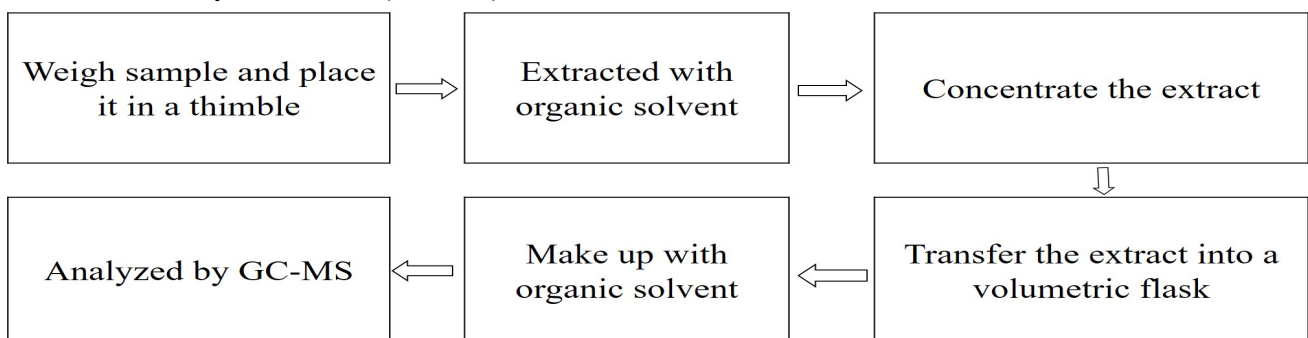 Weigh sample and place
it in a thimble
Extracted with
organic solvent
Concentrate the extract
Transfer the extract into a
volumetric flask
Make up with
organic solvent
Analyzed by GC-MS